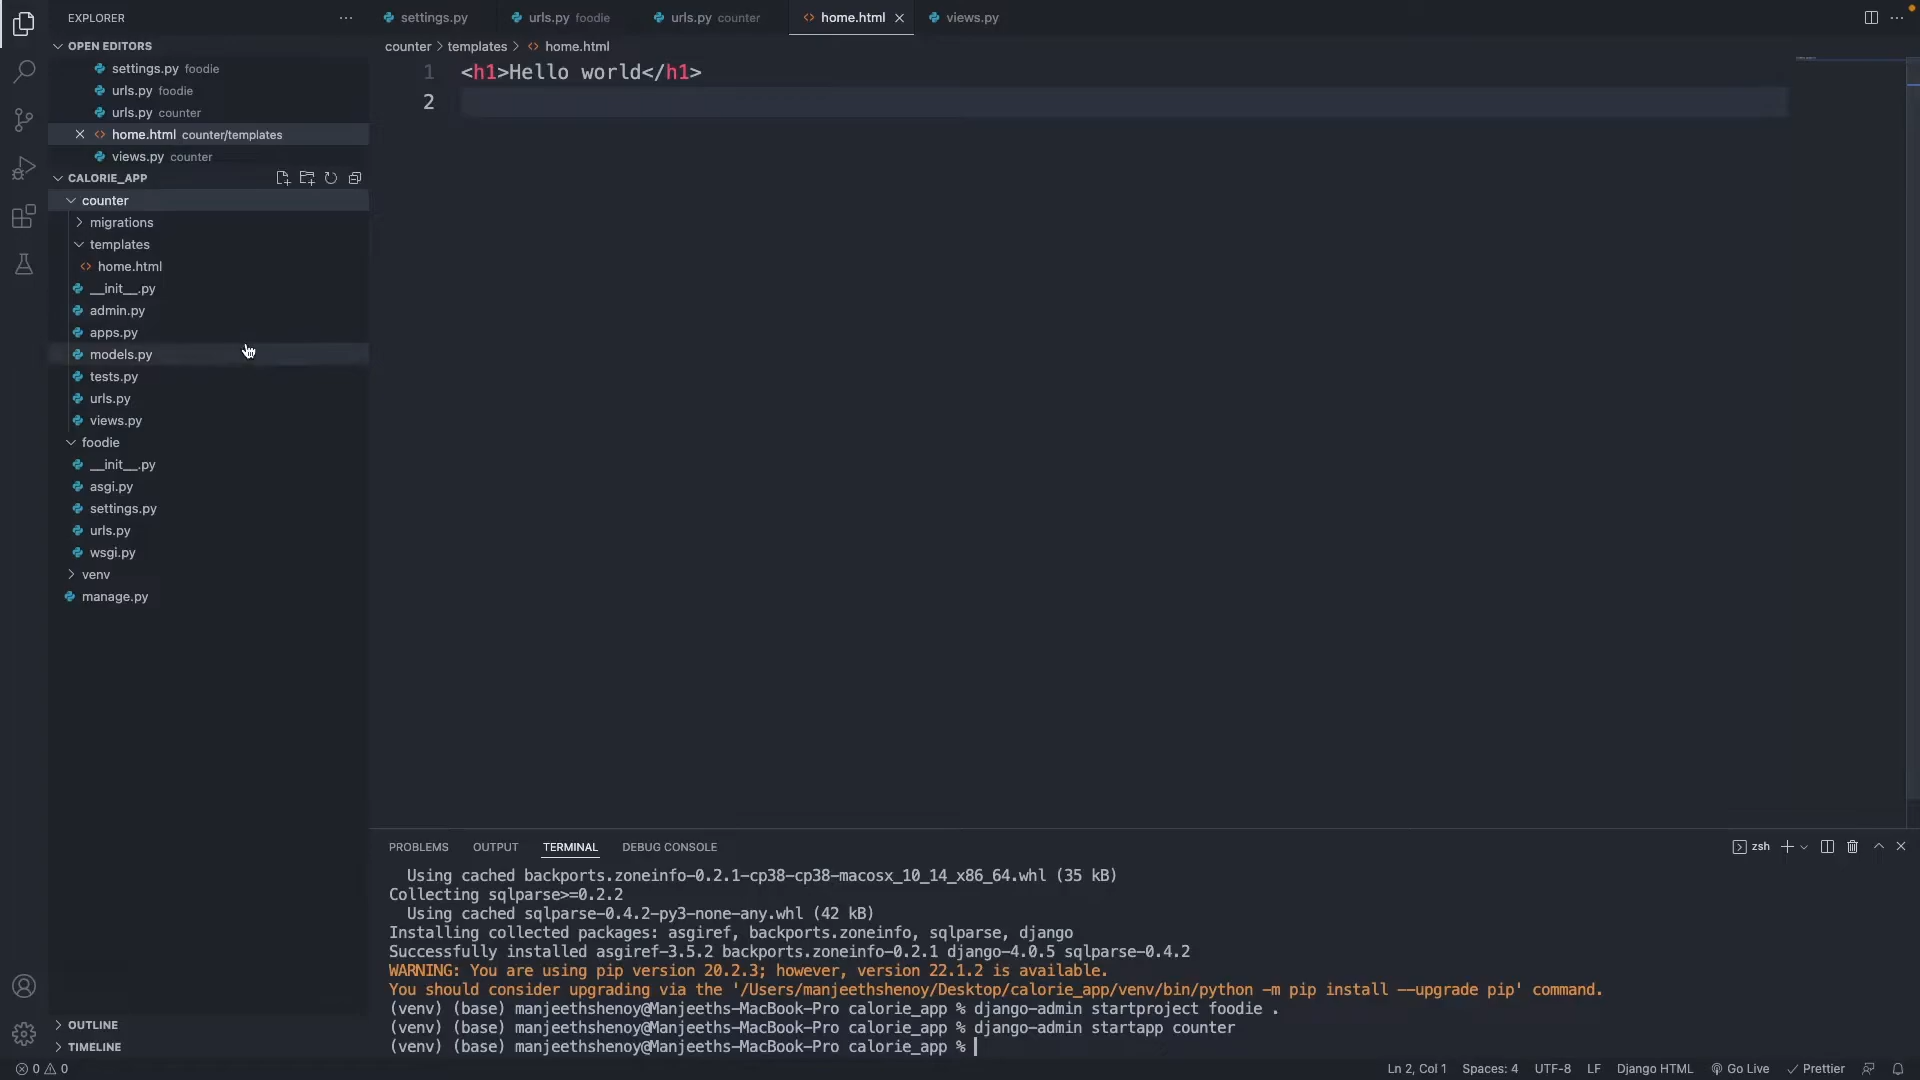 EXPLORER
OPEN EDITORS
settings.py foodie
urls.py foodie
urls.py counter
home.html counter/templates
views.py counter
CALORIE_APP
counter
migrations
templates
home.html
__init__.py
admin.py
apps.py
models.py
tests.py
urls.py
views.py
foodie
__init__.py
asgi.py
settings.py
urls.py
wsgi.py
venv
manage.py
OUTLINE
TIMELINE
settings.py urls.py foodie urls.py counter home.html views.py
counter > templates > home.html
1 <h1>Hello world</h1>
2
PROBLEMS OUTPUT TERMINAL DEBUG CONSOLE zsh
Using cached backports.zoneinfo-0.2.1-cp38-cp38-macosx_10_14_x86_64.whl (35 kB)
Collecting sqlparse>=0.2.2
Using cached sqlparse-0.4.2-py3-none-any.whl (42 kB)
Installing collected packages: asgiref, backports.zoneinfo, sqlparse, django
Successfully installed asgiref-3.5.2 backports.zoneinfo-0.2.1 django-4.0.5 sqlparse-0.4.2
WARNING: You are using pip version 20.2.3; however, version 22.1.2 is available.
You should consider upgrading via the '/Users/manjeethshenoy/Desktop/calorie_app/venv/bin/python -m pip install --upgrade pip' command.
(venv) (base) manjeethshenoy@Manjeeths-MacBook-Pro calorie_app % django-admin startproject foodie .
(venv) (base) manjeethshenoy@Manjeeths-MacBook-Pro calorie_app % django-admin startapp counter
(venv) (base) manjeethshenoy@Manjeeths-MacBook-Pro calorie_app %
0 0 Ln 2, Col 1 Spaces: 4 UTF-8 LF Django HTML Go Live Prettier